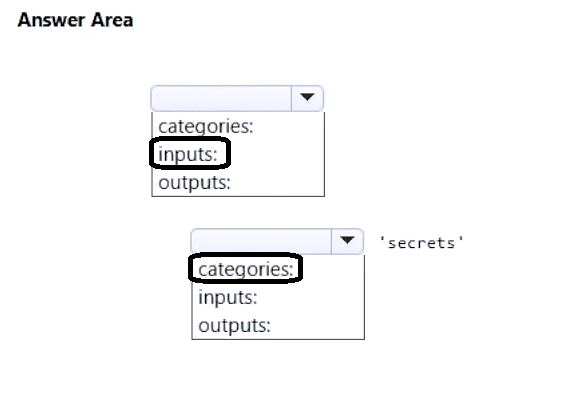 Answer Area
categories:
inputs:
outputs:
'secrets'
categories:
inputs:
outputs: